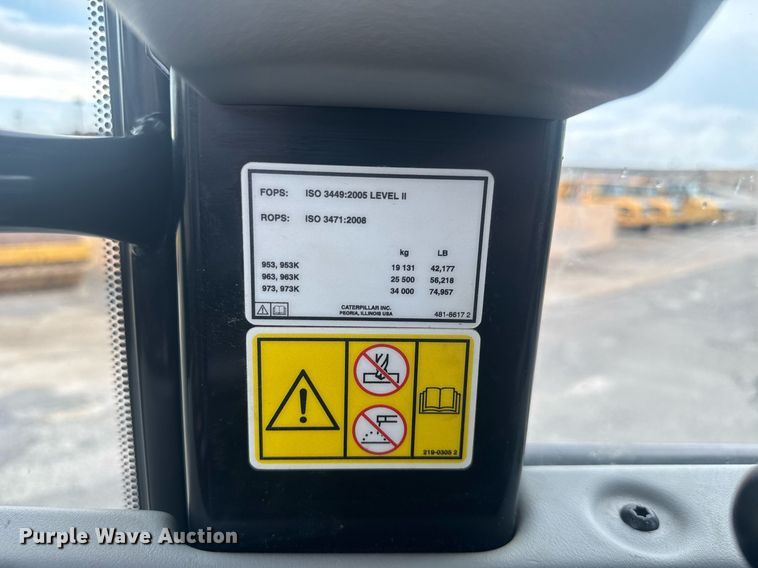 FOPS: ISO 3449:2005 LEVEL II
ROPS: ISO 3471:2008
kg LB
953, 953K 19 131 42,177
963, 963K 25 500 56,218
973, 973K 34 000 74,957
CATERPILLAR INC.
PEORIA, ILLINOIS USA
481-8617 2
219-0305 2
Purple Wave Auction